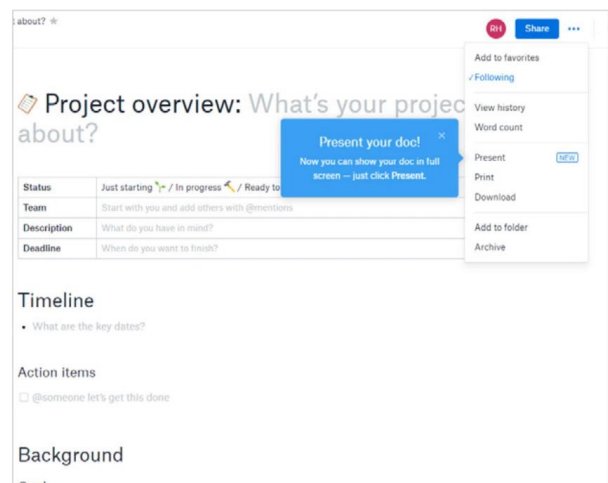 about? ★
RH Share •••
Add to favorites
✓Following
View history
Word count
Present NEW
Print
Download
Add to folder
Archive
📋 Project overview: What's your projec
about?
Present your doc! ×
Now you can show your doc in full
screen — just click Present.
Status Just starting 🌱 / In progress 🔨 / Ready to
Team Start with you and add others with @mentions
Description What do you have in mind?
Deadline When do you want to finish?
Timeline
• What are the key dates?
Action items
☐ @someone let's get this done
Background